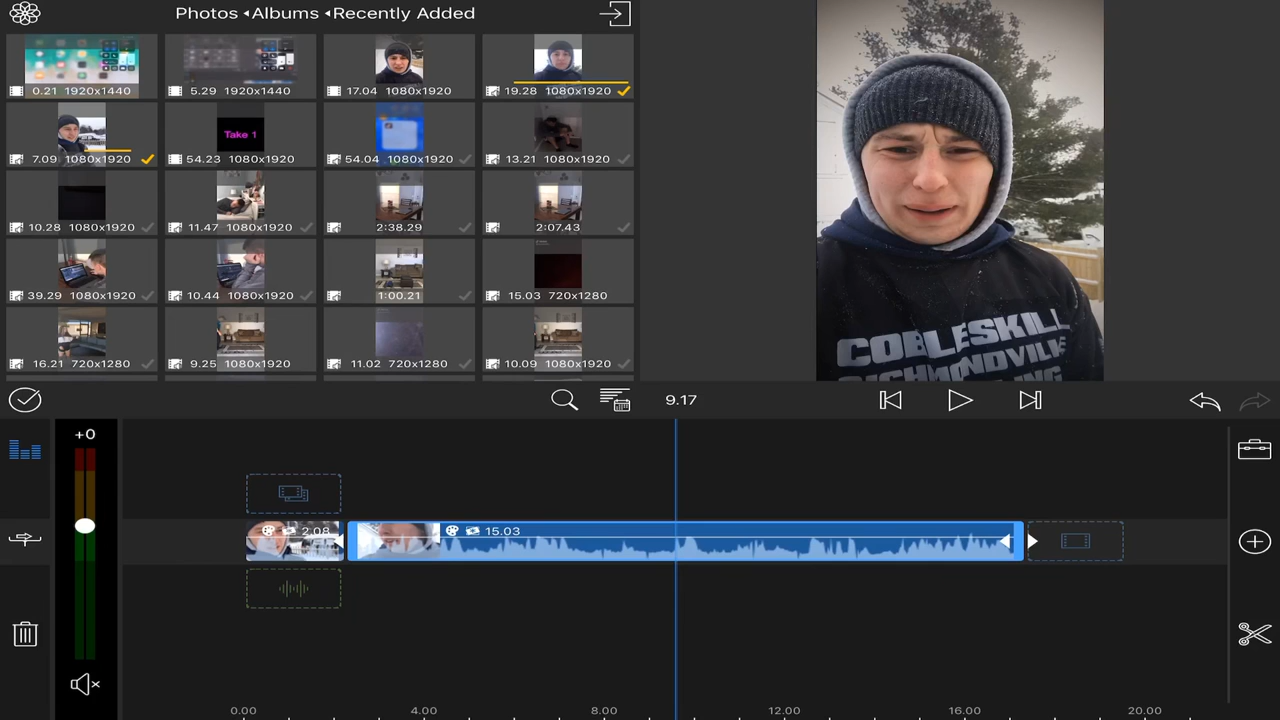 Photos ◂Albums ◂Recently Added
0.21 1920x1440
5.29 1920x1440
17.04 1080x1920
19.28 1080x1920
7.09 1080x1920
Take 1
54.23 1080x1920
54.04 1080x1920
13.21 1080x1920
10.28 1080x1920
11.47 1080x1920
2:38.29
2:07.43
39.29 1080x1920
10.44 1080x1920
1:00.21
15.03 720x1280
16.21 720x1280
9.25 1080x1920
11.02 720x1280
10.09 1080x1920
COBLESKILL
RICHMONDVILLE
9.17
+0
2.08
15.03
0.00 4.00 8.00 12.00 16.00 20.00